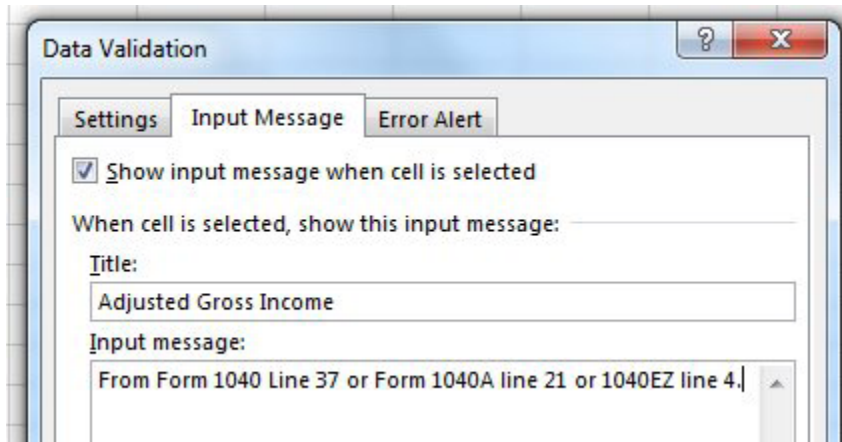 Data Validation
Settings Input Message Error Alert
Show input message when cell is selected
When cell is selected, show this input message:
Title:
Adjusted Gross Income
Input message:
From Form 1040 Line 37 or Form 1040A line 21 or 1040EZ line 4.